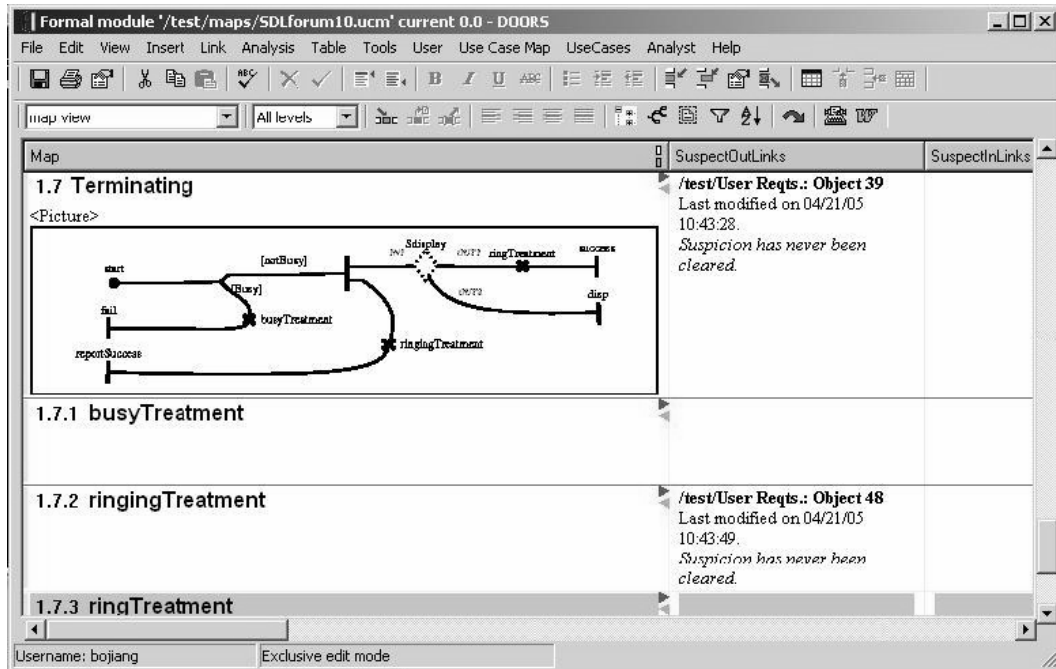 Formal module '/test/maps/SDLforum10.ucm' current 0.0 - DOORS
File Edit View Insert Link Analysis Table Tools User Use Case Map UseCases Analyst Help
map view All levels
Map SuspectOutLinks SuspectInLinks
1.7 Terminating
<Picture>
start
[notBusy]
[Busy]
fail
busyTreatment
reportSuccess
ringingTreatment
IN1
Sdisplay
OUT1
ringTreatment
success
OUT2
disp
/test/User Reqts.: Object 39
Last modified on 04/21/05
10:43:28.
Suspicion has never been
cleared.
1.7.1 busyTreatment
1.7.2 ringingTreatment
/test/User Reqts.: Object 48
Last modified on 04/21/05
10:43:49.
Suspicion has never been
cleared.
1.7.3 ringTreatment
Username: bojiang Exclusive edit mode